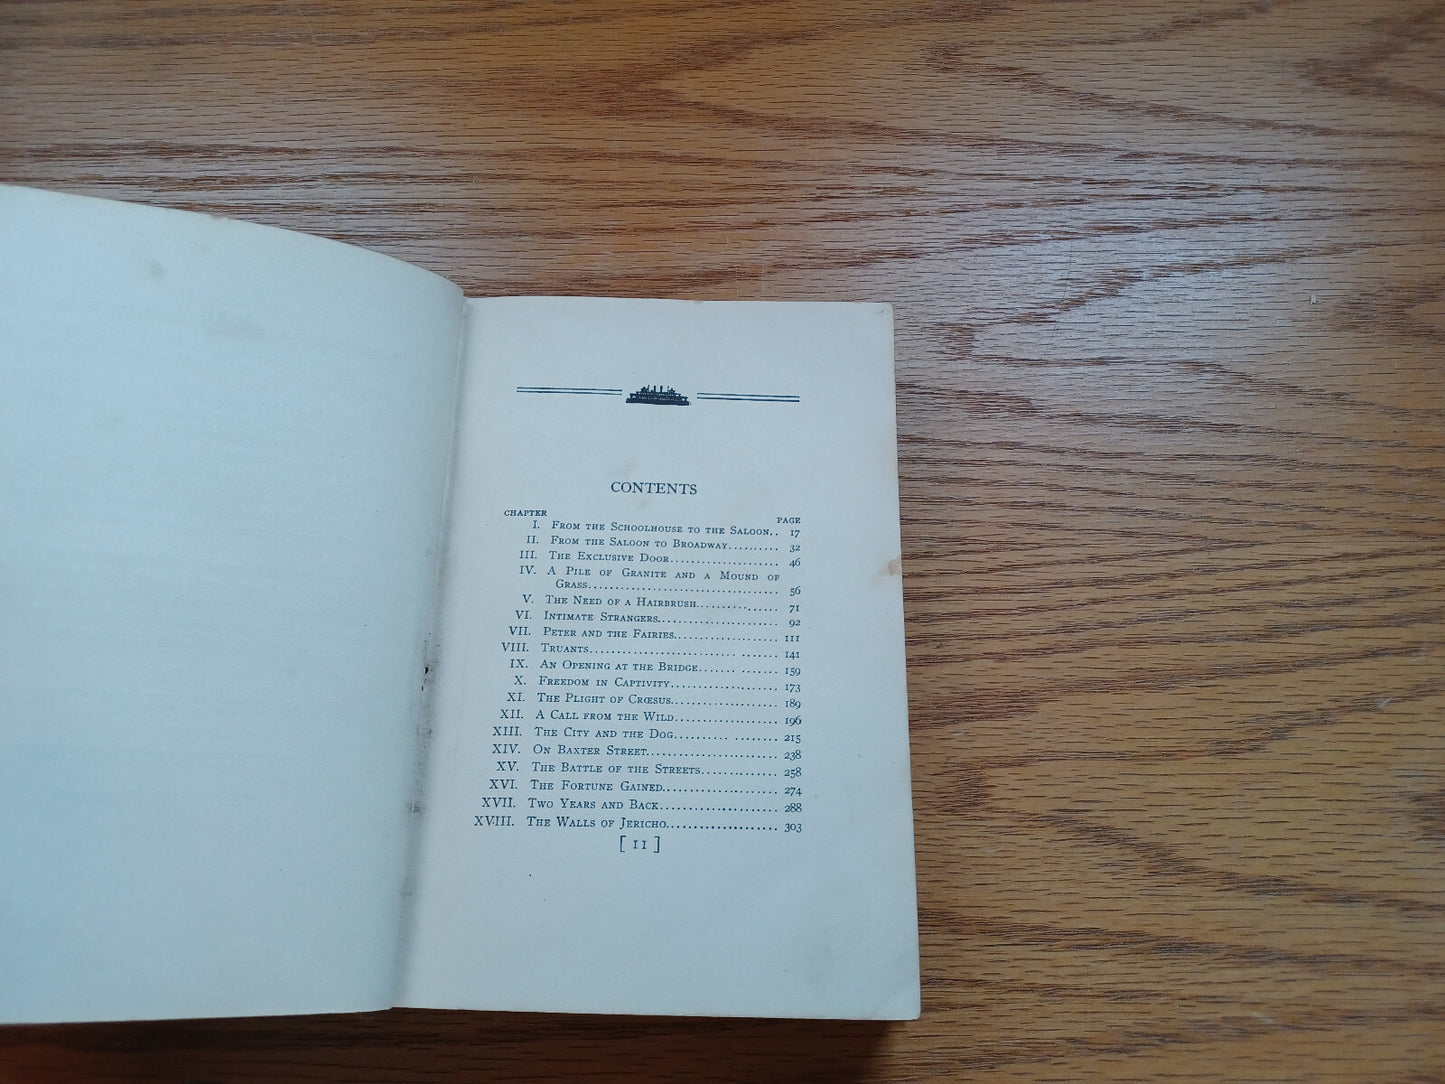 CONTENTS
CHAPTER PAGE
I. From the Schoolhouse to the Saloon.. 17
II. From the Saloon to Broadway.......... 32
III. The Exclusive Door..................... 46
IV. A Pile of Granite and a Mound of
Grass..................................... 56
V. The Need of a Hairbrush................ 71
VI. Intimate Strangers....................... 92
VII. Peter and the Fairies.................... 111
VIII. Truants.................................... 141
IX. An Opening at the Bridge....... ....... 159
X. Freedom in Captivity..................... 173
XI. The Plight of Crœsus.................... 189
XII. A Call from the Wild.................... 196
XIII. The City and the Dog.......... ........ 215
XIV. On Baxter Street......................... 238
XV. The Battle of the Streets.............. 258
XVI. The Fortune Gained...................... 274
XVII. Two Years and Back...................... 288
XVIII. The Walls of Jericho..................... 303
[ 11 ]